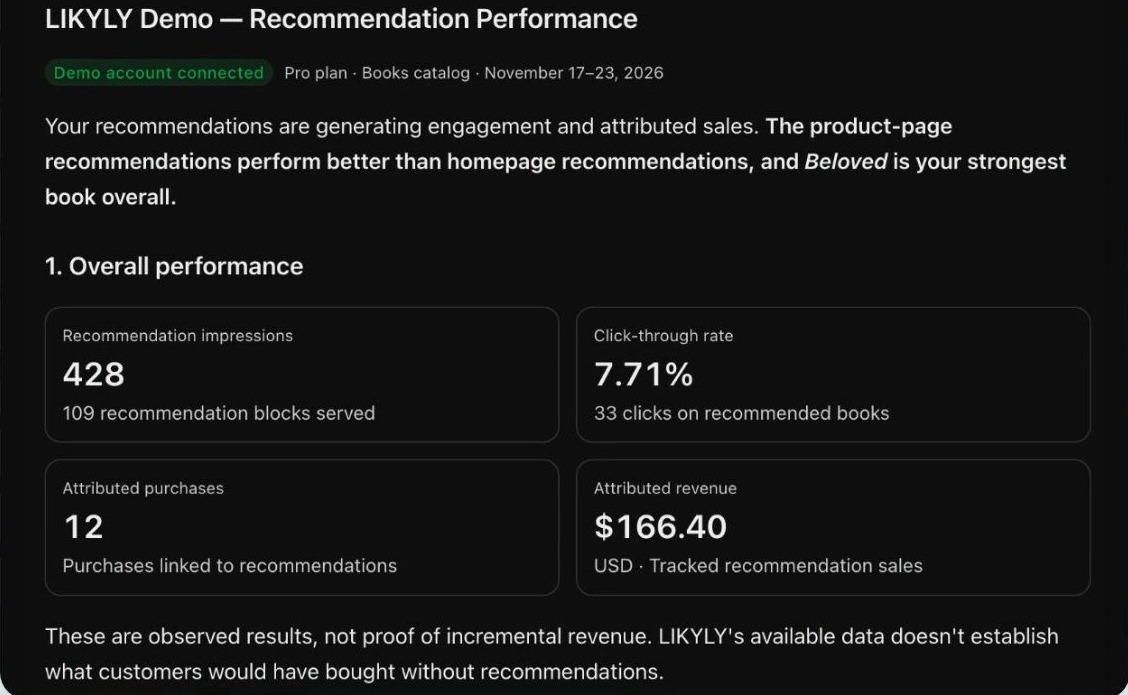 LIKYLY Demo — Recommendation Performance
Demo account connected Pro plan · Books catalog · November 17–23, 2026
Your recommendations are generating engagement and attributed sales. The product-page
recommendations perform better than homepage recommendations, and Beloved is your strongest
book overall.
1. Overall performance
Recommendation impressions
428
109 recommendation blocks served
Click-through rate
7.71%
33 clicks on recommended books
Attributed purchases
12
Purchases linked to recommendations
Attributed revenue
$166.40
USD · Tracked recommendation sales
These are observed results, not proof of incremental revenue. LIKYLY's available data doesn't establish
what customers would have bought without recommendations.